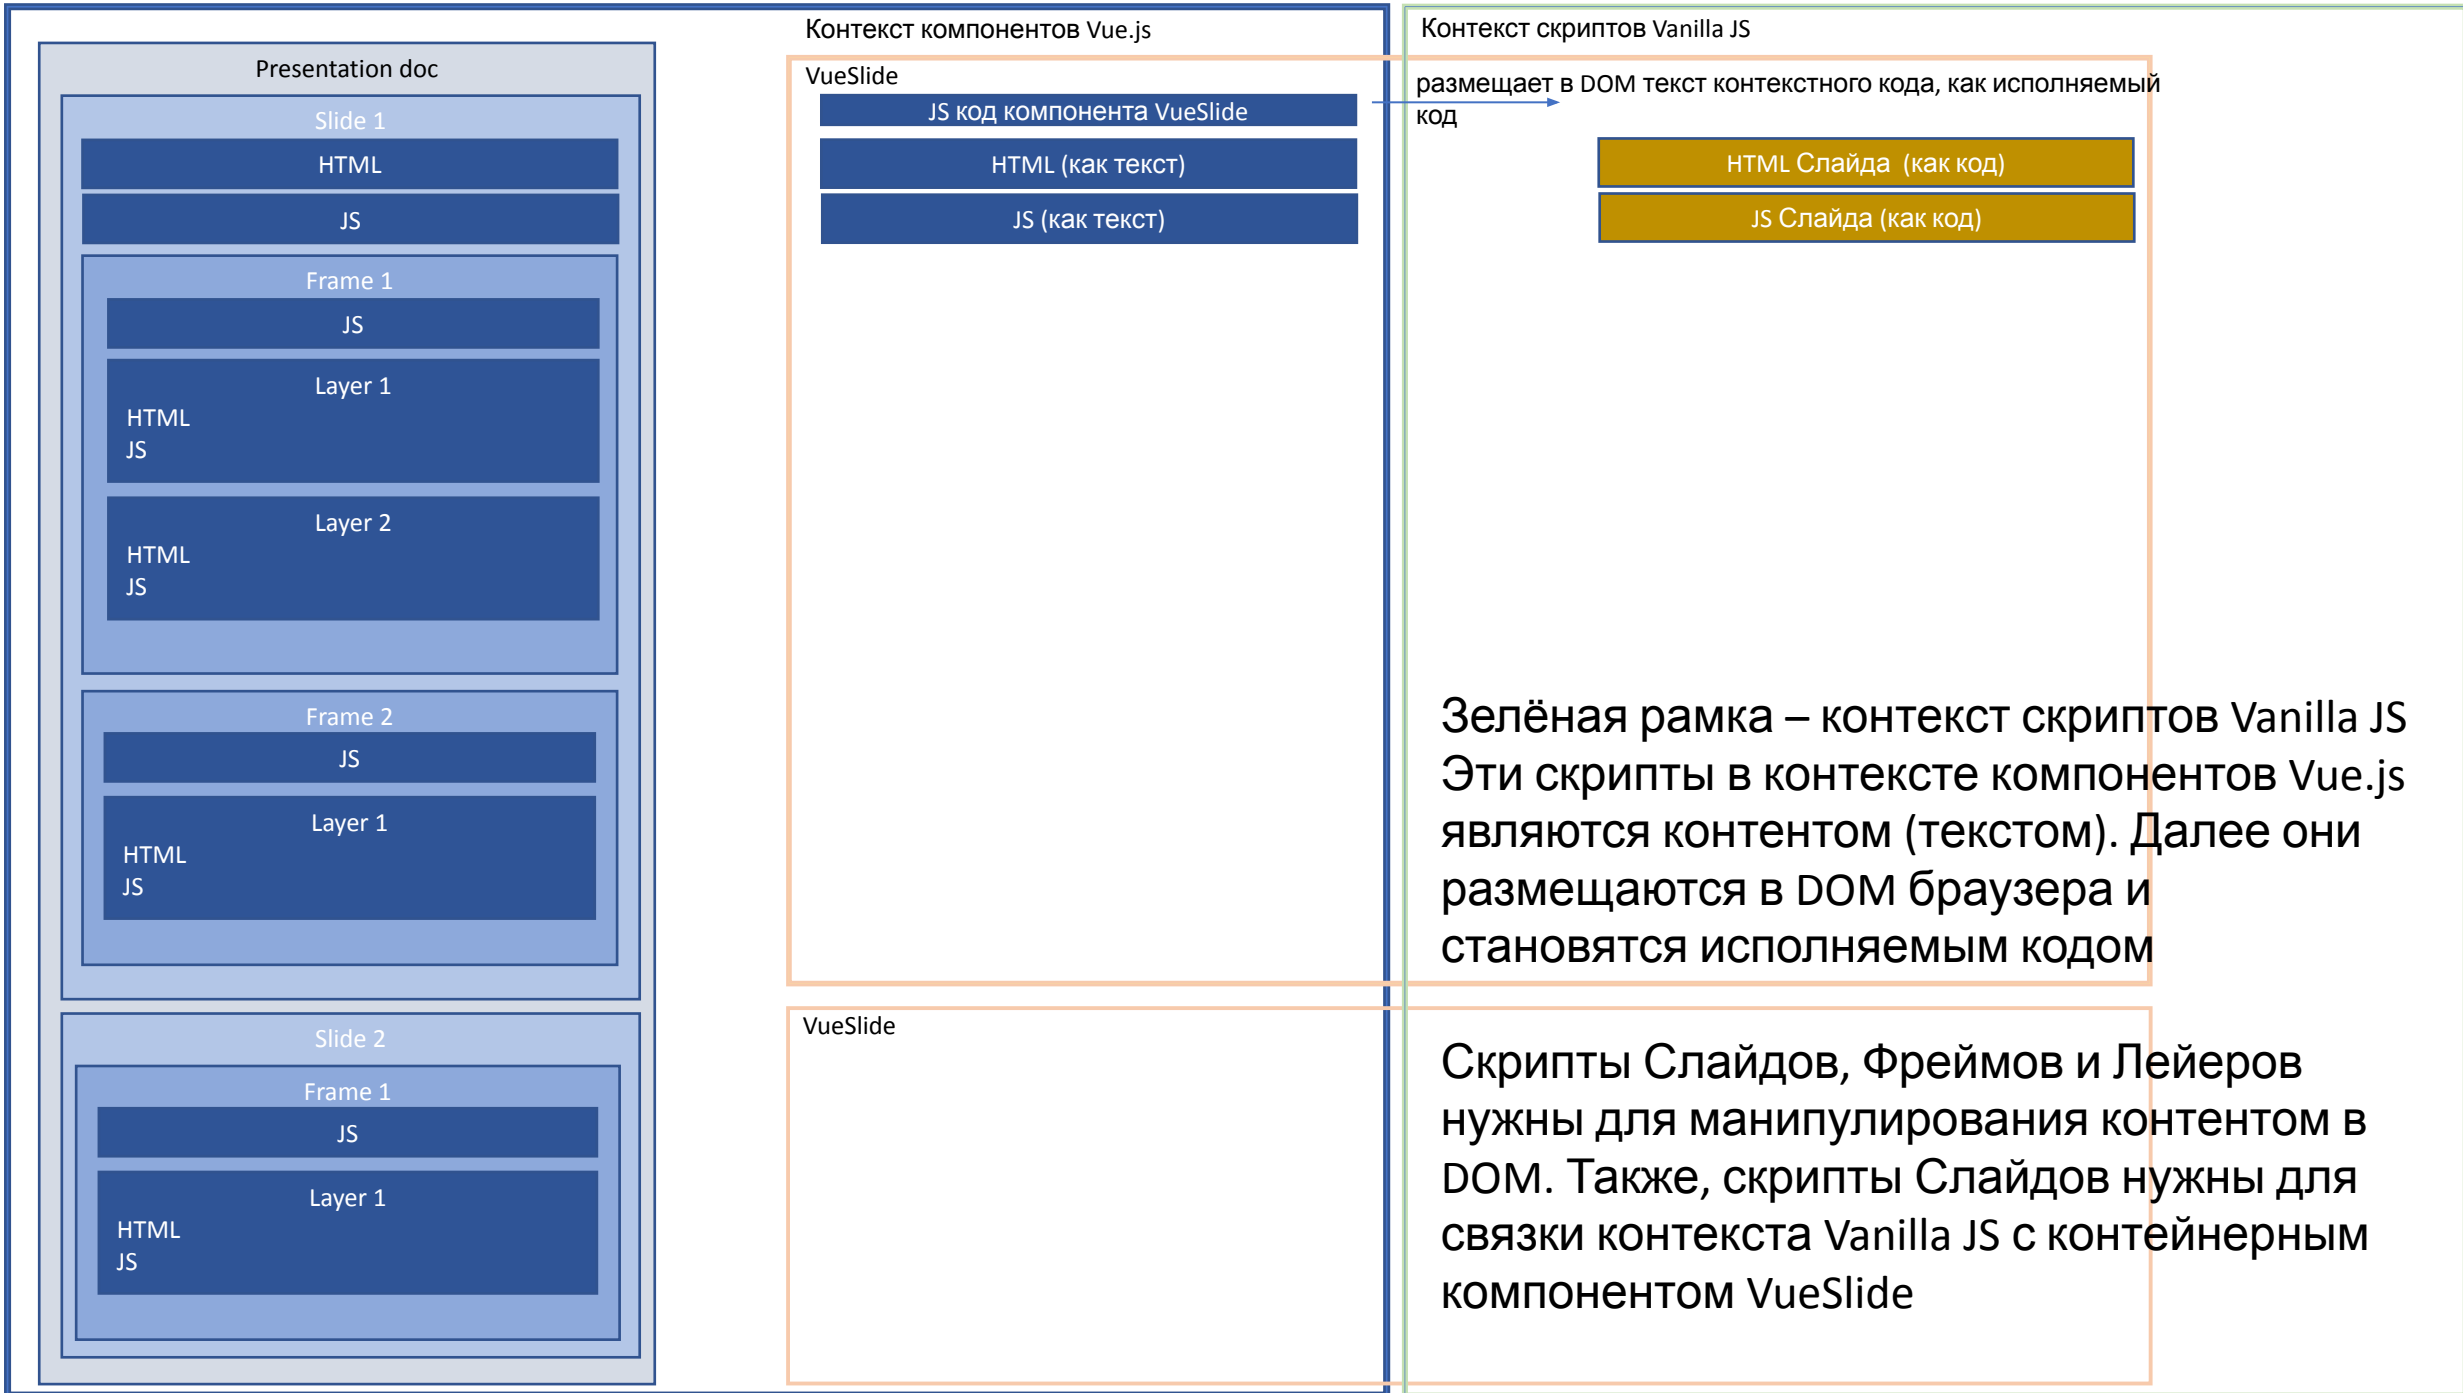 Presentation doc
Slide 1
HTML
JS
Frame 1
JS
Layer 1
HTML
JS
Layer 2
HTML
JS
Frame 2
JS
Layer 1
HTML
JS
Slide 2
Frame 1
JS
Layer 1
HTML
JS
Контекст компонентов Vue.js
VueSlide
JS код компонента VueSlide
HTML (как текст)
JS (как текст)
VueSlide
Контекст скриптов Vanilla JS
размещает в DOM текст контекстного кода, как исполняемый
код
HTML Слайда (как код)
JS Слайда (как код)
Зелёная рамка – контекст скриптов Vanilla JS
Эти скрипты в контексте компонентов Vue.js
являются контентом (текстом). Далее они
размещаются в DOM браузера и
становятся исполняемым кодом
Скрипты Слайдов, Фреймов и Лейеров
нужны для манипулирования контентом в
DOM. Также, скрипты Слайдов нужны для
связки контекста Vanilla JS с контейнерным
компонентом VueSlide